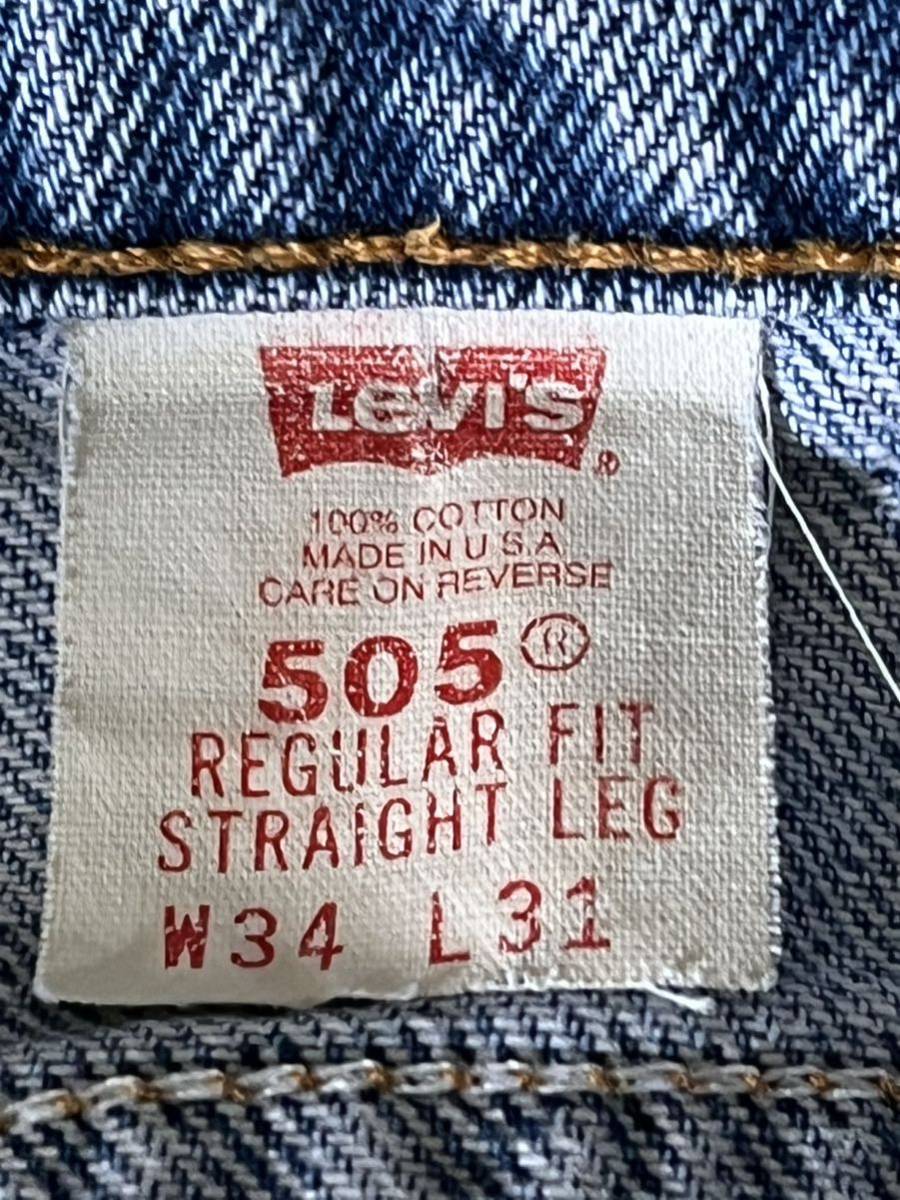 LEVI'S®
100% COTTON
MADE IN U.S.A
CARE ON REVERSE
505®
REGULAR FIT
STRAIGHT LEG
W34 L31